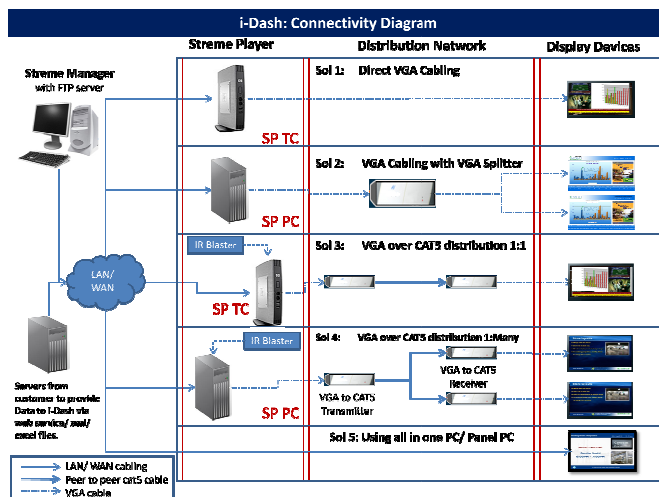 i-Dash: Connectivity Diagram
Streme Player
Distribution Network
Display Devices
Streme Manager
with FTP server
Sol 1: Direct VGA Cabling
SP TC
Sol 2: VGA Cabling with VGA Splitter
SP PC
IR Blaster
Sol 3: VGA over CAT5 distribution 1:1
LAN/
WAN
SP TC
IR Blaster
Sol 4: VGA over CAT5 distribution 1:Many
VGA to CAT5
Receiver
VGA to CAT5
Transmitter
SP PC
Servers from
customer to provide
Data to i-Dash via
web service/ xml/
excel files.
Sol 5: Using all in one PC/ Panel PC
LAN/ WAN cabling
Peer to peer cat5 cable
VGA cable